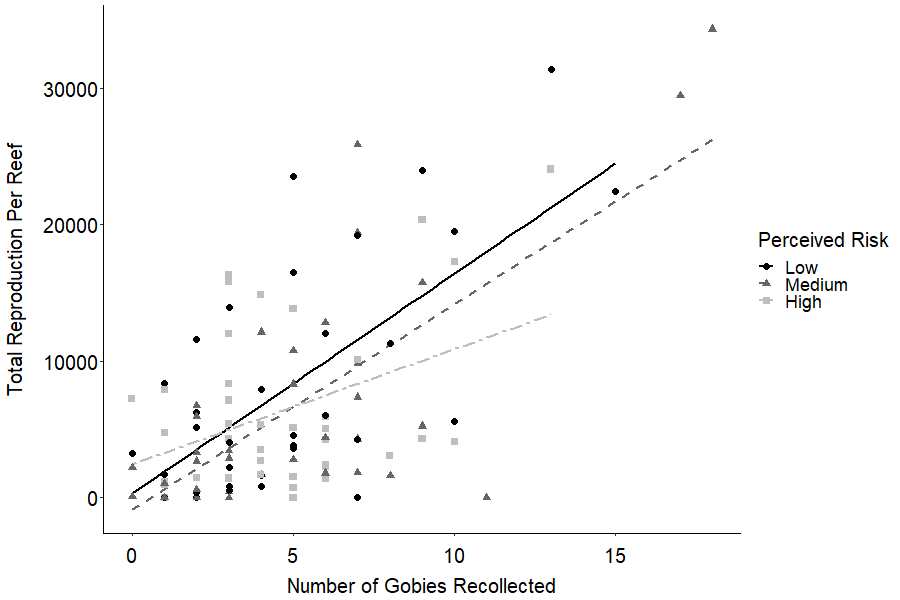 Total Reproduction Per Reef
30000
20000
10000
0
0 5 10 15
Number of Gobies Recollected
Perceived Risk
Low
Medium
High